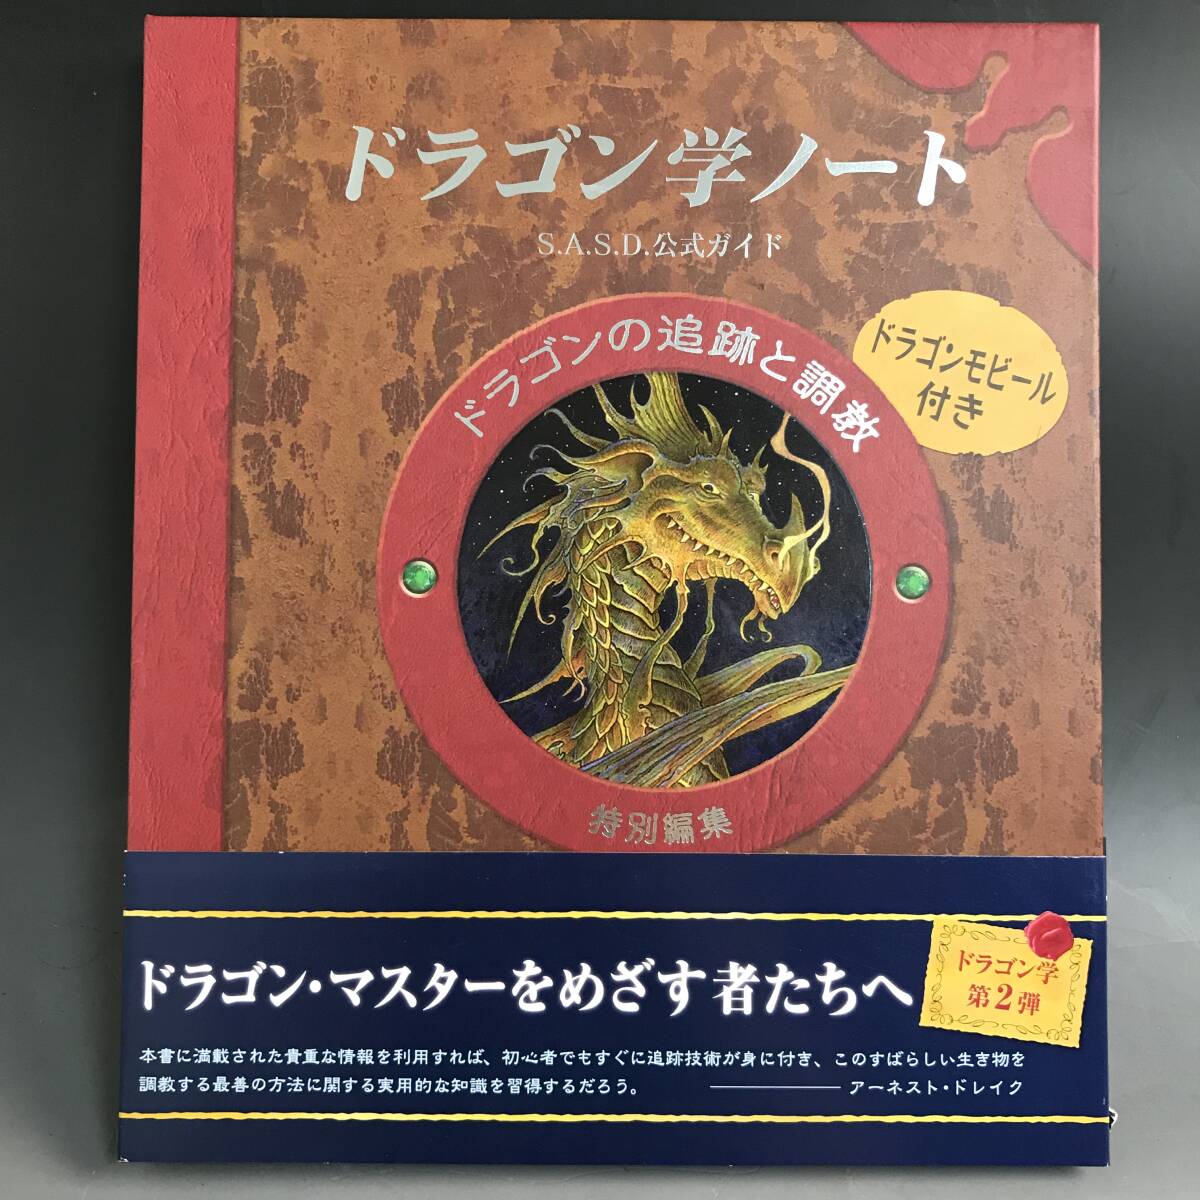 ドラゴン学ノート
S.A.S.D.公式ガイド
ドラゴンの追跡と調教
ドラゴンモビール
付き
特別編集
ドラゴン・マスターをめざす者たちへ
ドラゴン学
第2弾
本書に満載された貴重な情報を利用すれば、初心者でもすぐに追跡技術が身に付き、このすばらしい生き物を
調教する最善の方法に関する実用的な知識を習得するだろう。
アーネスト・ドレイク